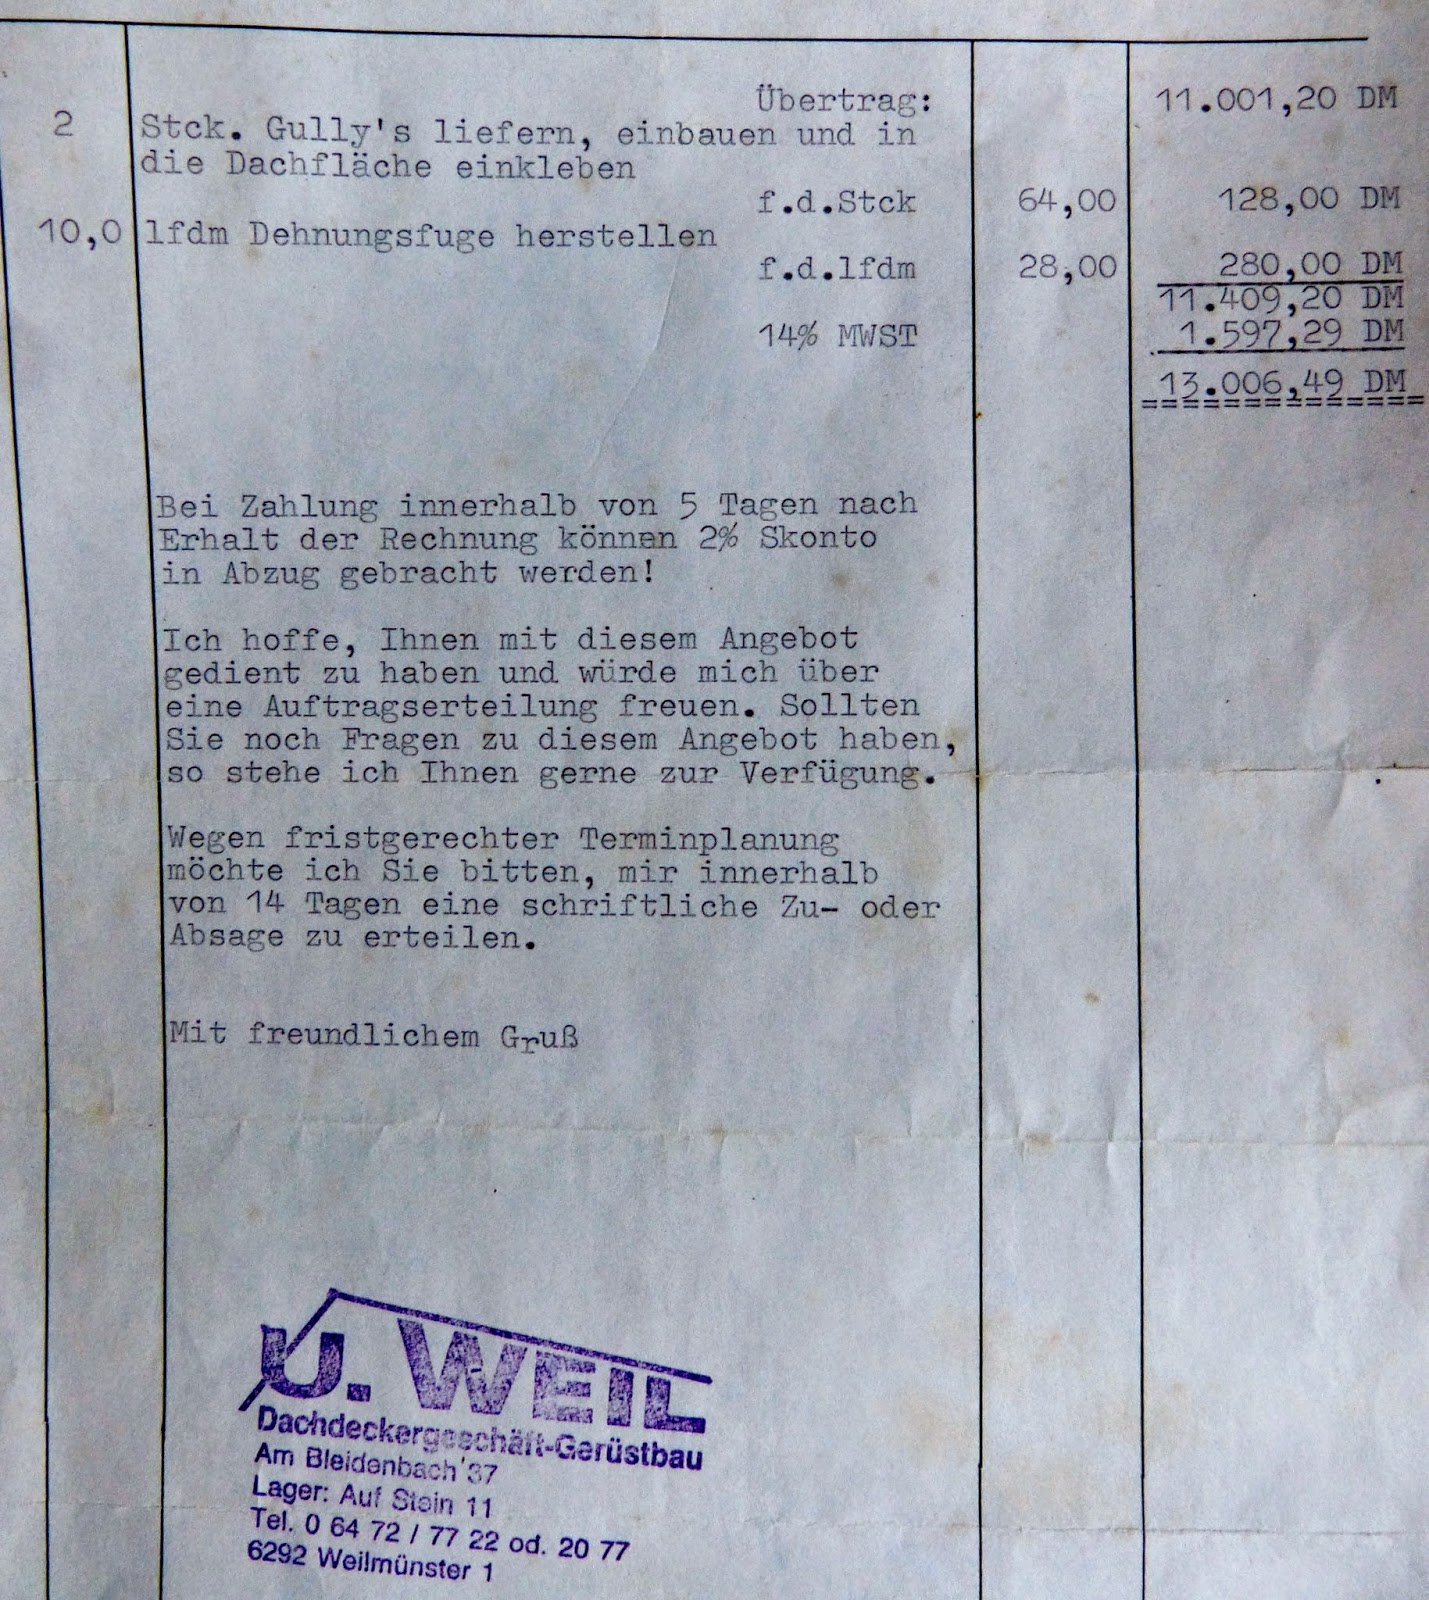 Übertrag: 11.001,20 DM
2 Stck. Gully's liefern, einbauen und in
die Dachfläche einkleben
f.d.Stck 64,00 128,00 DM
10,0 lfdm Dehnungsfuge herstellen
f.d.lfdm 28,00 280,00 DM
11.409,20 DM
14% MWST 1.597,29 DM
13.006,49 DM
==============
Bei Zahlung innerhalb von 5 Tagen nach
Erhalt der Rechnung können 2% Skonto
in Abzug gebracht werden!
Ich hoffe, Ihnen mit diesem Angebot
gedient zu haben und würde mich über
eine Auftragserteilung freuen. Sollten
Sie noch Fragen zu diesem Angebot haben,
so stehe ich Ihnen gerne zur Verfügung.
Wegen fristgerechter Terminplanung
möchte ich Sie bitten, mir innerhalb
von 14 Tagen eine schriftliche Zu- oder
Absage zu erteilen.
Mit freundlichem Gruß
U. WEIL
Dachdeckergeschäft-Gerüstbau
Am Bleidenbach 37
Lager: Auf Stein 11
Tel. 0 64 72 / 77 22 od. 20 77
6292 Weilmünster 1